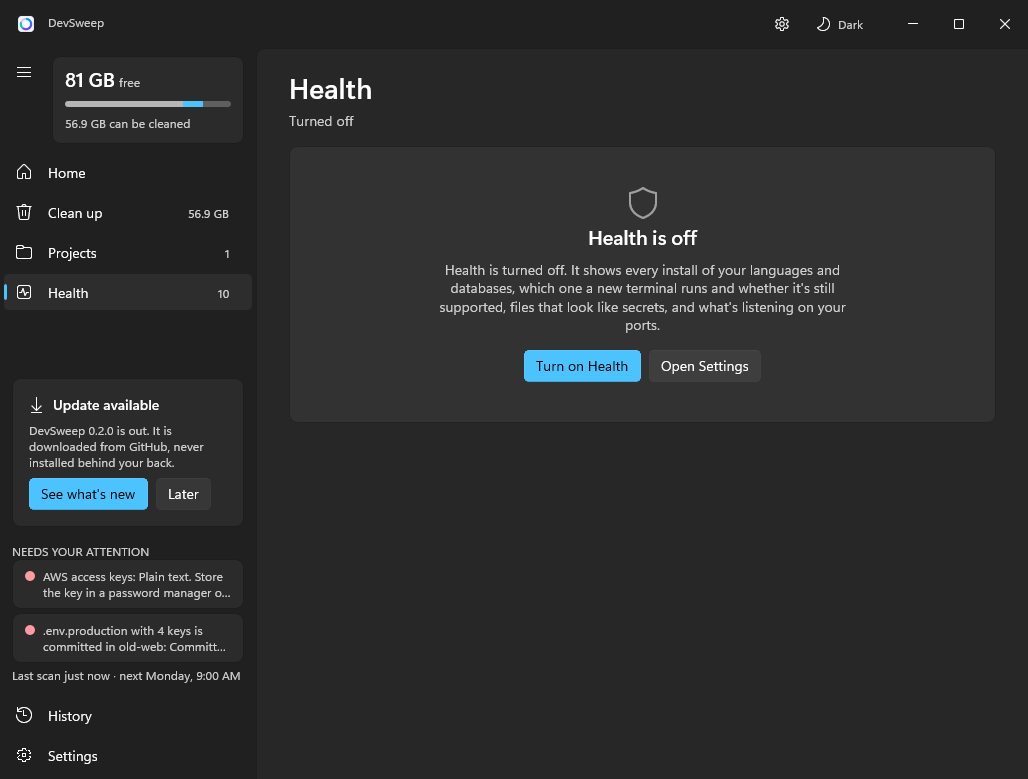 DevSweep
Dark
81 GB free
56.9 GB can be cleaned
Home
Clean up 56.9 GB
Projects 1
Health 10
Update available
DevSweep 0.2.0 is out. It is
downloaded from GitHub, never
installed behind your back.
See what's new Later
NEEDS YOUR ATTENTION
AWS access keys: Plain text. Store
the key in a password manager o...
.env.production with 4 keys is
committed in old-web: Committ...
Last scan just now · next Monday, 9:00 AM
History
Settings
Health
Turned off
Health is off
Health is turned off. It shows every install of your languages and
databases, which one a new terminal runs and whether it's still
supported, files that look like secrets, and what's listening on your
ports.
Turn on Health Open Settings